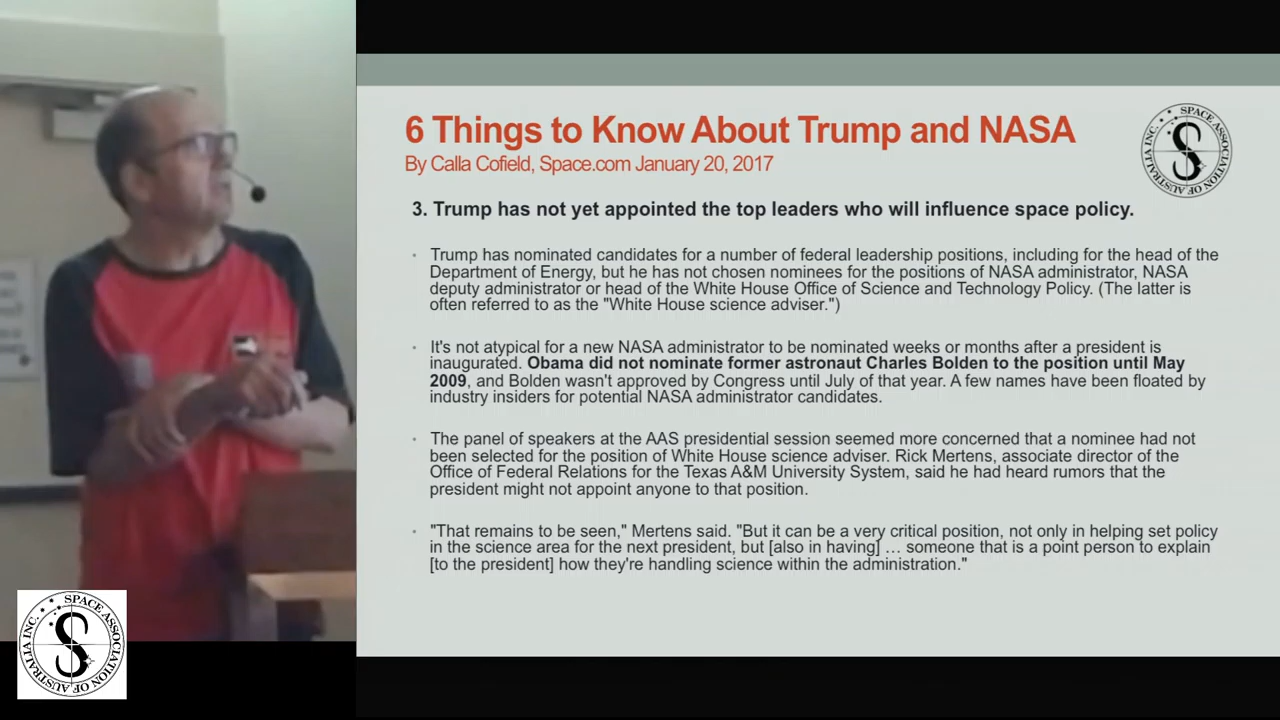 6 Things to Know About Trump and NASA
By Calla Cofield, Space.com January 20, 2017
SPACE ASSOCIATION OF AUSTRALIA INC.
3. Trump has not yet appointed the top leaders who will influence space policy.
• Trump has nominated candidates for a number of federal leadership positions, including for the head of the
Department of Energy, but he has not chosen nominees for the positions of NASA administrator, NASA
deputy administrator or head of the White House Office of Science and Technology Policy. (The latter is
often referred to as the "White House science adviser.")
• It's not atypical for a new NASA administrator to be nominated weeks or months after a president is
inaugurated. Obama did not nominate former astronaut Charles Bolden to the position until May
2009, and Bolden wasn't approved by Congress until July of that year. A few names have been floated by
industry insiders for potential NASA administrator candidates.
• The panel of speakers at the AAS presidential session seemed more concerned that a nominee had not
been selected for the position of White House science adviser. Rick Mertens, associate director of the
Office of Federal Relations for the Texas A&M University System, said he had heard rumors that the
president might not appoint anyone to that position.
• "That remains to be seen," Mertens said. "But it can be a very critical position, not only in helping set policy
in the science area for the next president, but [also in having] … someone that is a point person to explain
[to the president] how they're handling science within the administration."
SPACE ASSOCIATION OF AUSTRALIA INC.